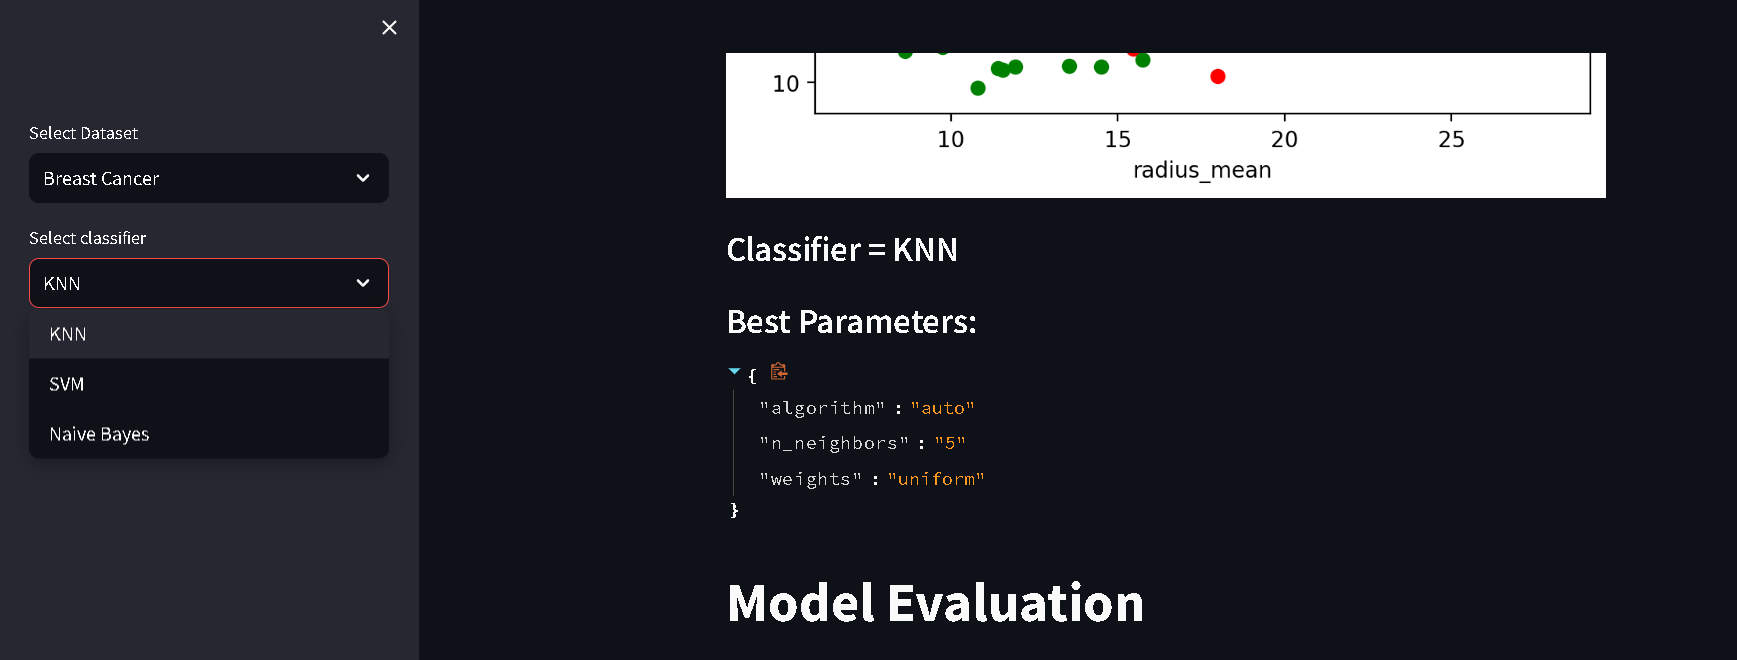 Select Dataset
Breast Cancer
Select classifier
KNN
KNN
SVM
Naive Bayes
10
10 15 20 25
radius_mean
Classifier = KNN
Best Parameters:
{
"algorithm" : "auto"
"n_neighbors" : "5"
"weights" : "uniform"
}
Model Evaluation